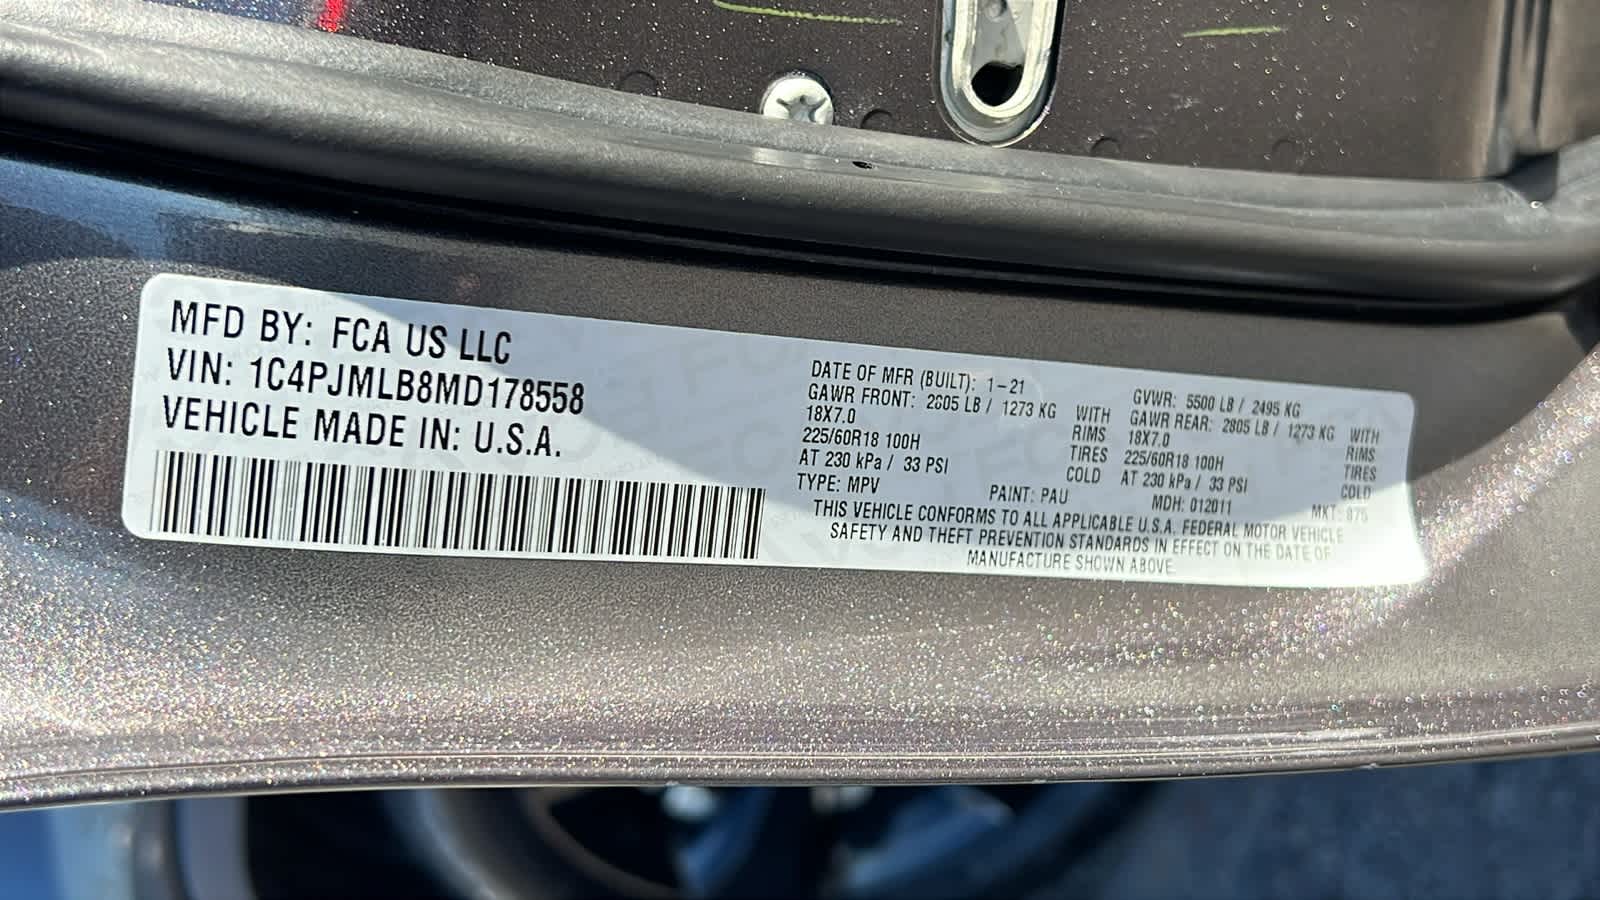 MFD BY: FCA US LLC
VIN: 1C4PJMLB8MD178558
VEHICLE MADE IN: U.S.A.
DATE OF MFR (BUILT): 1-21
GAWR FRONT: 2805 LB / 1273 KG WITH
18X7.0 RIMS
225/60R18 100H TIRES
AT 230 kPa / 33 PSI COLD
TYPE: MPV PAINT: PAU
GVWR: 5500 LB / 2495 KG
GAWR REAR: 2805 LB / 1273 KG WITH
18X7.0 RIMS
225/60R18 100H TIRES
AT 230 kPa / 33 PSI COLD
MDH: 012011 MKT: 875
THIS VEHICLE CONFORMS TO ALL APPLICABLE U.S.A. FEDERAL MOTOR VEHICLE
SAFETY AND THEFT PREVENTION STANDARDS IN EFFECT ON THE DATE OF
MANUFACTURE SHOWN ABOVE.